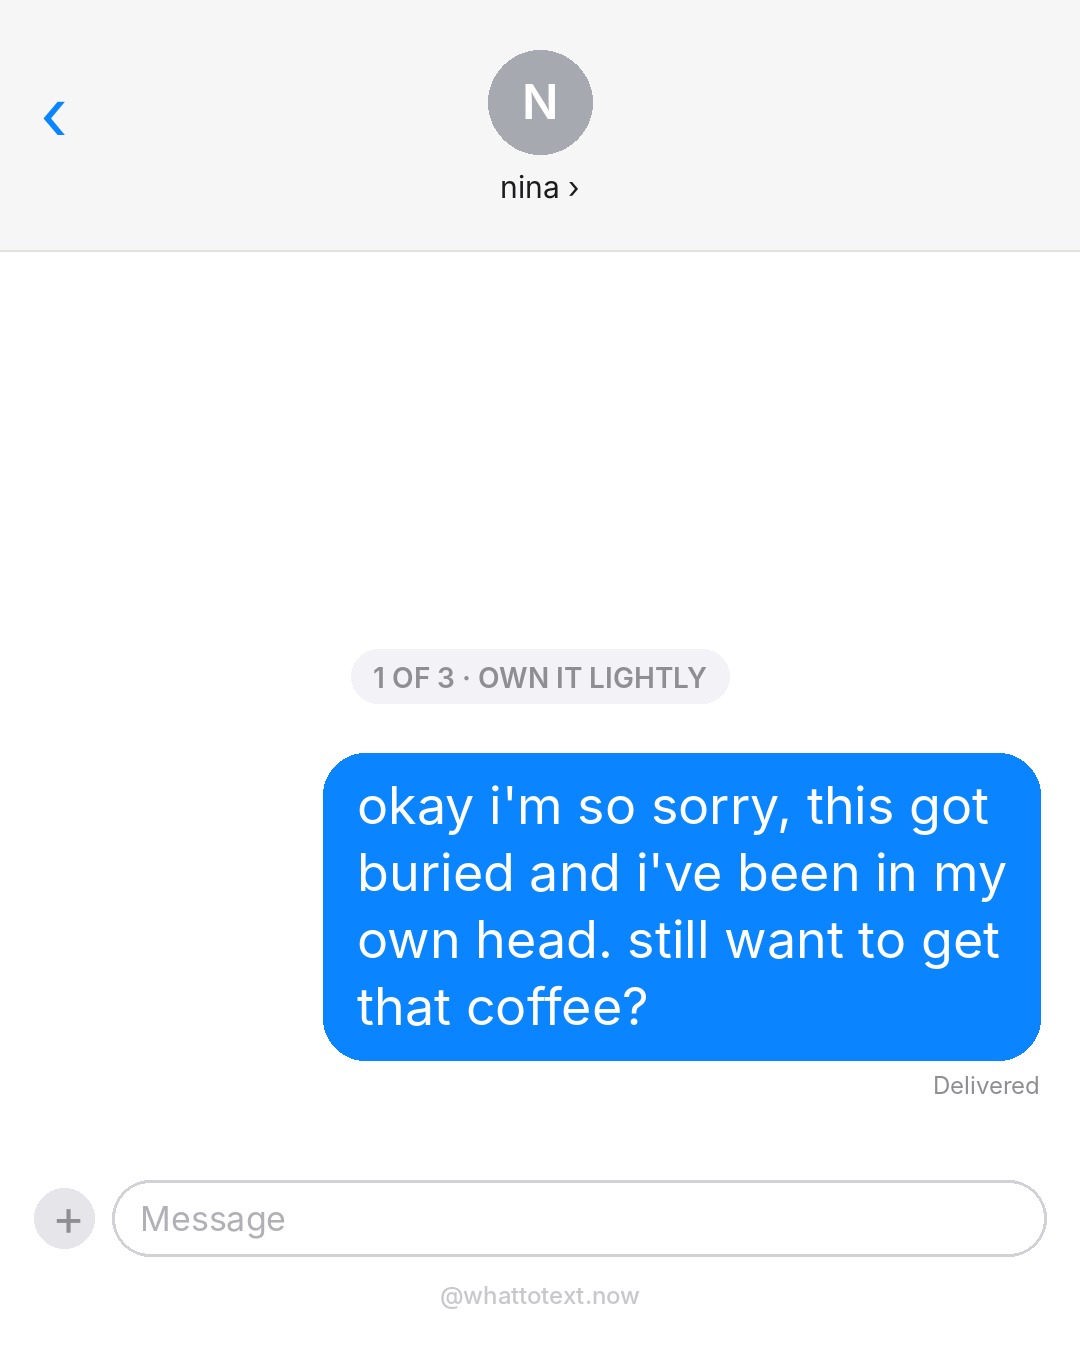 N
nina ›
1 OF 3 · OWN IT LIGHTLY
okay i'm so sorry, this got
buried and i've been in my
own head. still want to get
that coffee?
Delivered
Message
@whattotext.now